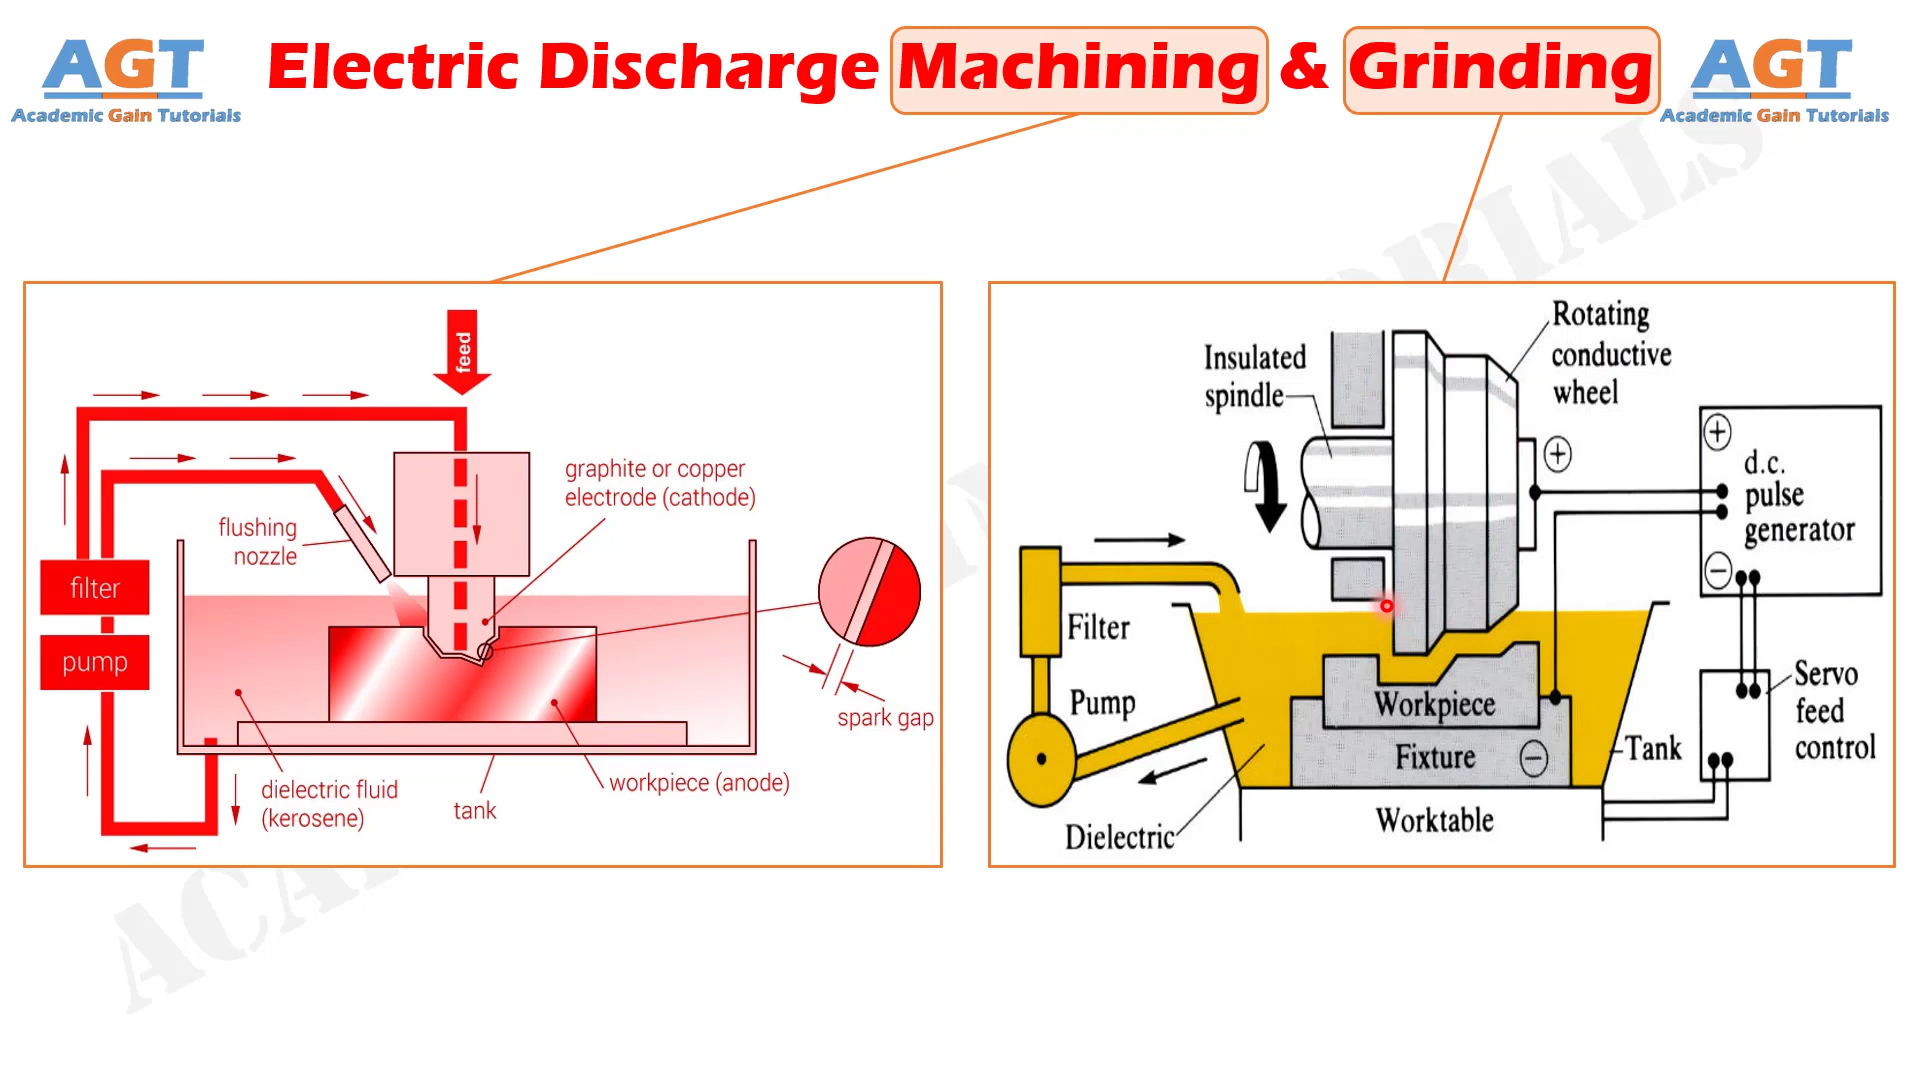 AGT
Academic Gain Tutorials
Electric Discharge Machining & Grinding
AGT
Academic Gain Tutorials
feed
graphite or copper
electrode (cathode)
flushing
nozzle
filter
pump
spark gap
dielectric fluid
(kerosene)
tank
workpiece (anode)
Rotating
conductive
wheel
Insulated
spindle
+
+
d.c.
pulse
generator
−
Filter
Pump
Workpiece
Fixture
−
Tank
Servo
feed
control
Dielectric
Worktable